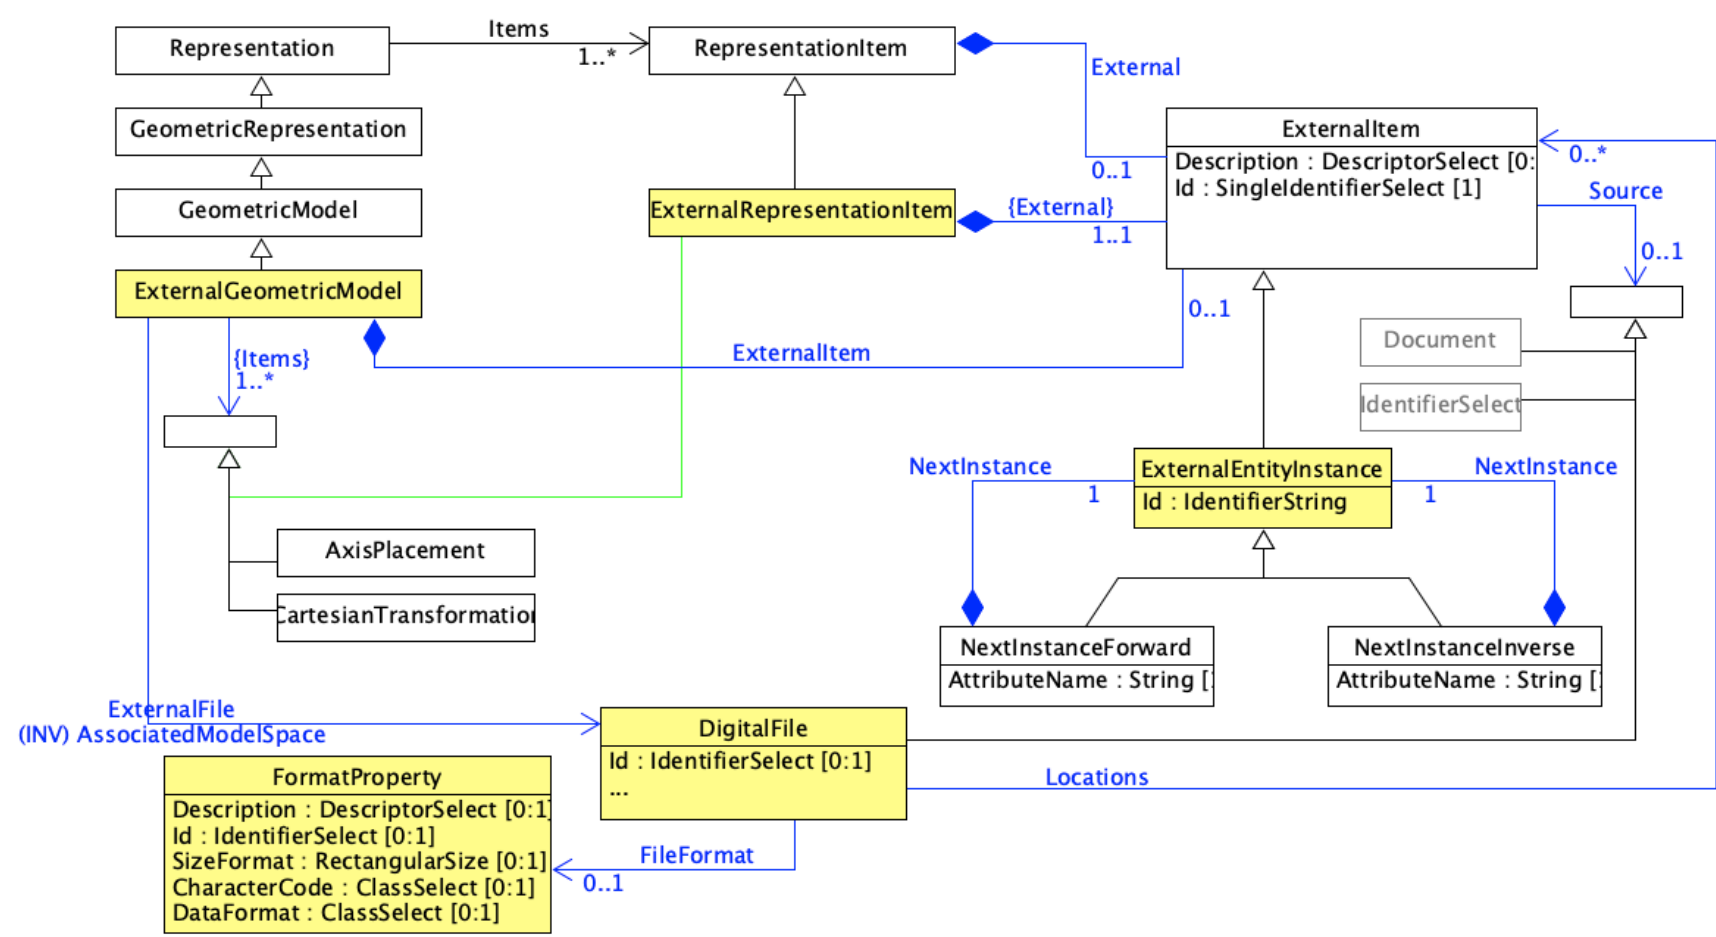 Representation
Items
1..*
RepresentationItem
External
0..1
GeometricRepresentation
GeometricModel
ExternalGeometricModel
ExternalRepresentationItem
{External}
1..1
ExternalItem
Description : DescriptorSelect [0:
Id : SingleIdentifierSelect [1]
0..*
Source
0..1
0..1
ExternalItem
{Items}
1..*
Document
IdentifierSelect
AxisPlacement
CartesianTransformation
NextInstance
1
ExternalEntityInstance
Id : IdentifierString
NextInstance
1
NextInstanceForward
AttributeName : String [
NextInstanceInverse
AttributeName : String [
ExternalFile
(INV) AssociatedModelSpace
DigitalFile
Id : IdentifierSelect [0:1]
...
Locations
FileFormat
0..1
FormatProperty
Description : DescriptorSelect [0:1]
Id : IdentifierSelect [0:1]
SizeFormat : RectangularSize [0:1]
CharacterCode : ClassSelect [0:1]
DataFormat : ClassSelect [0:1]